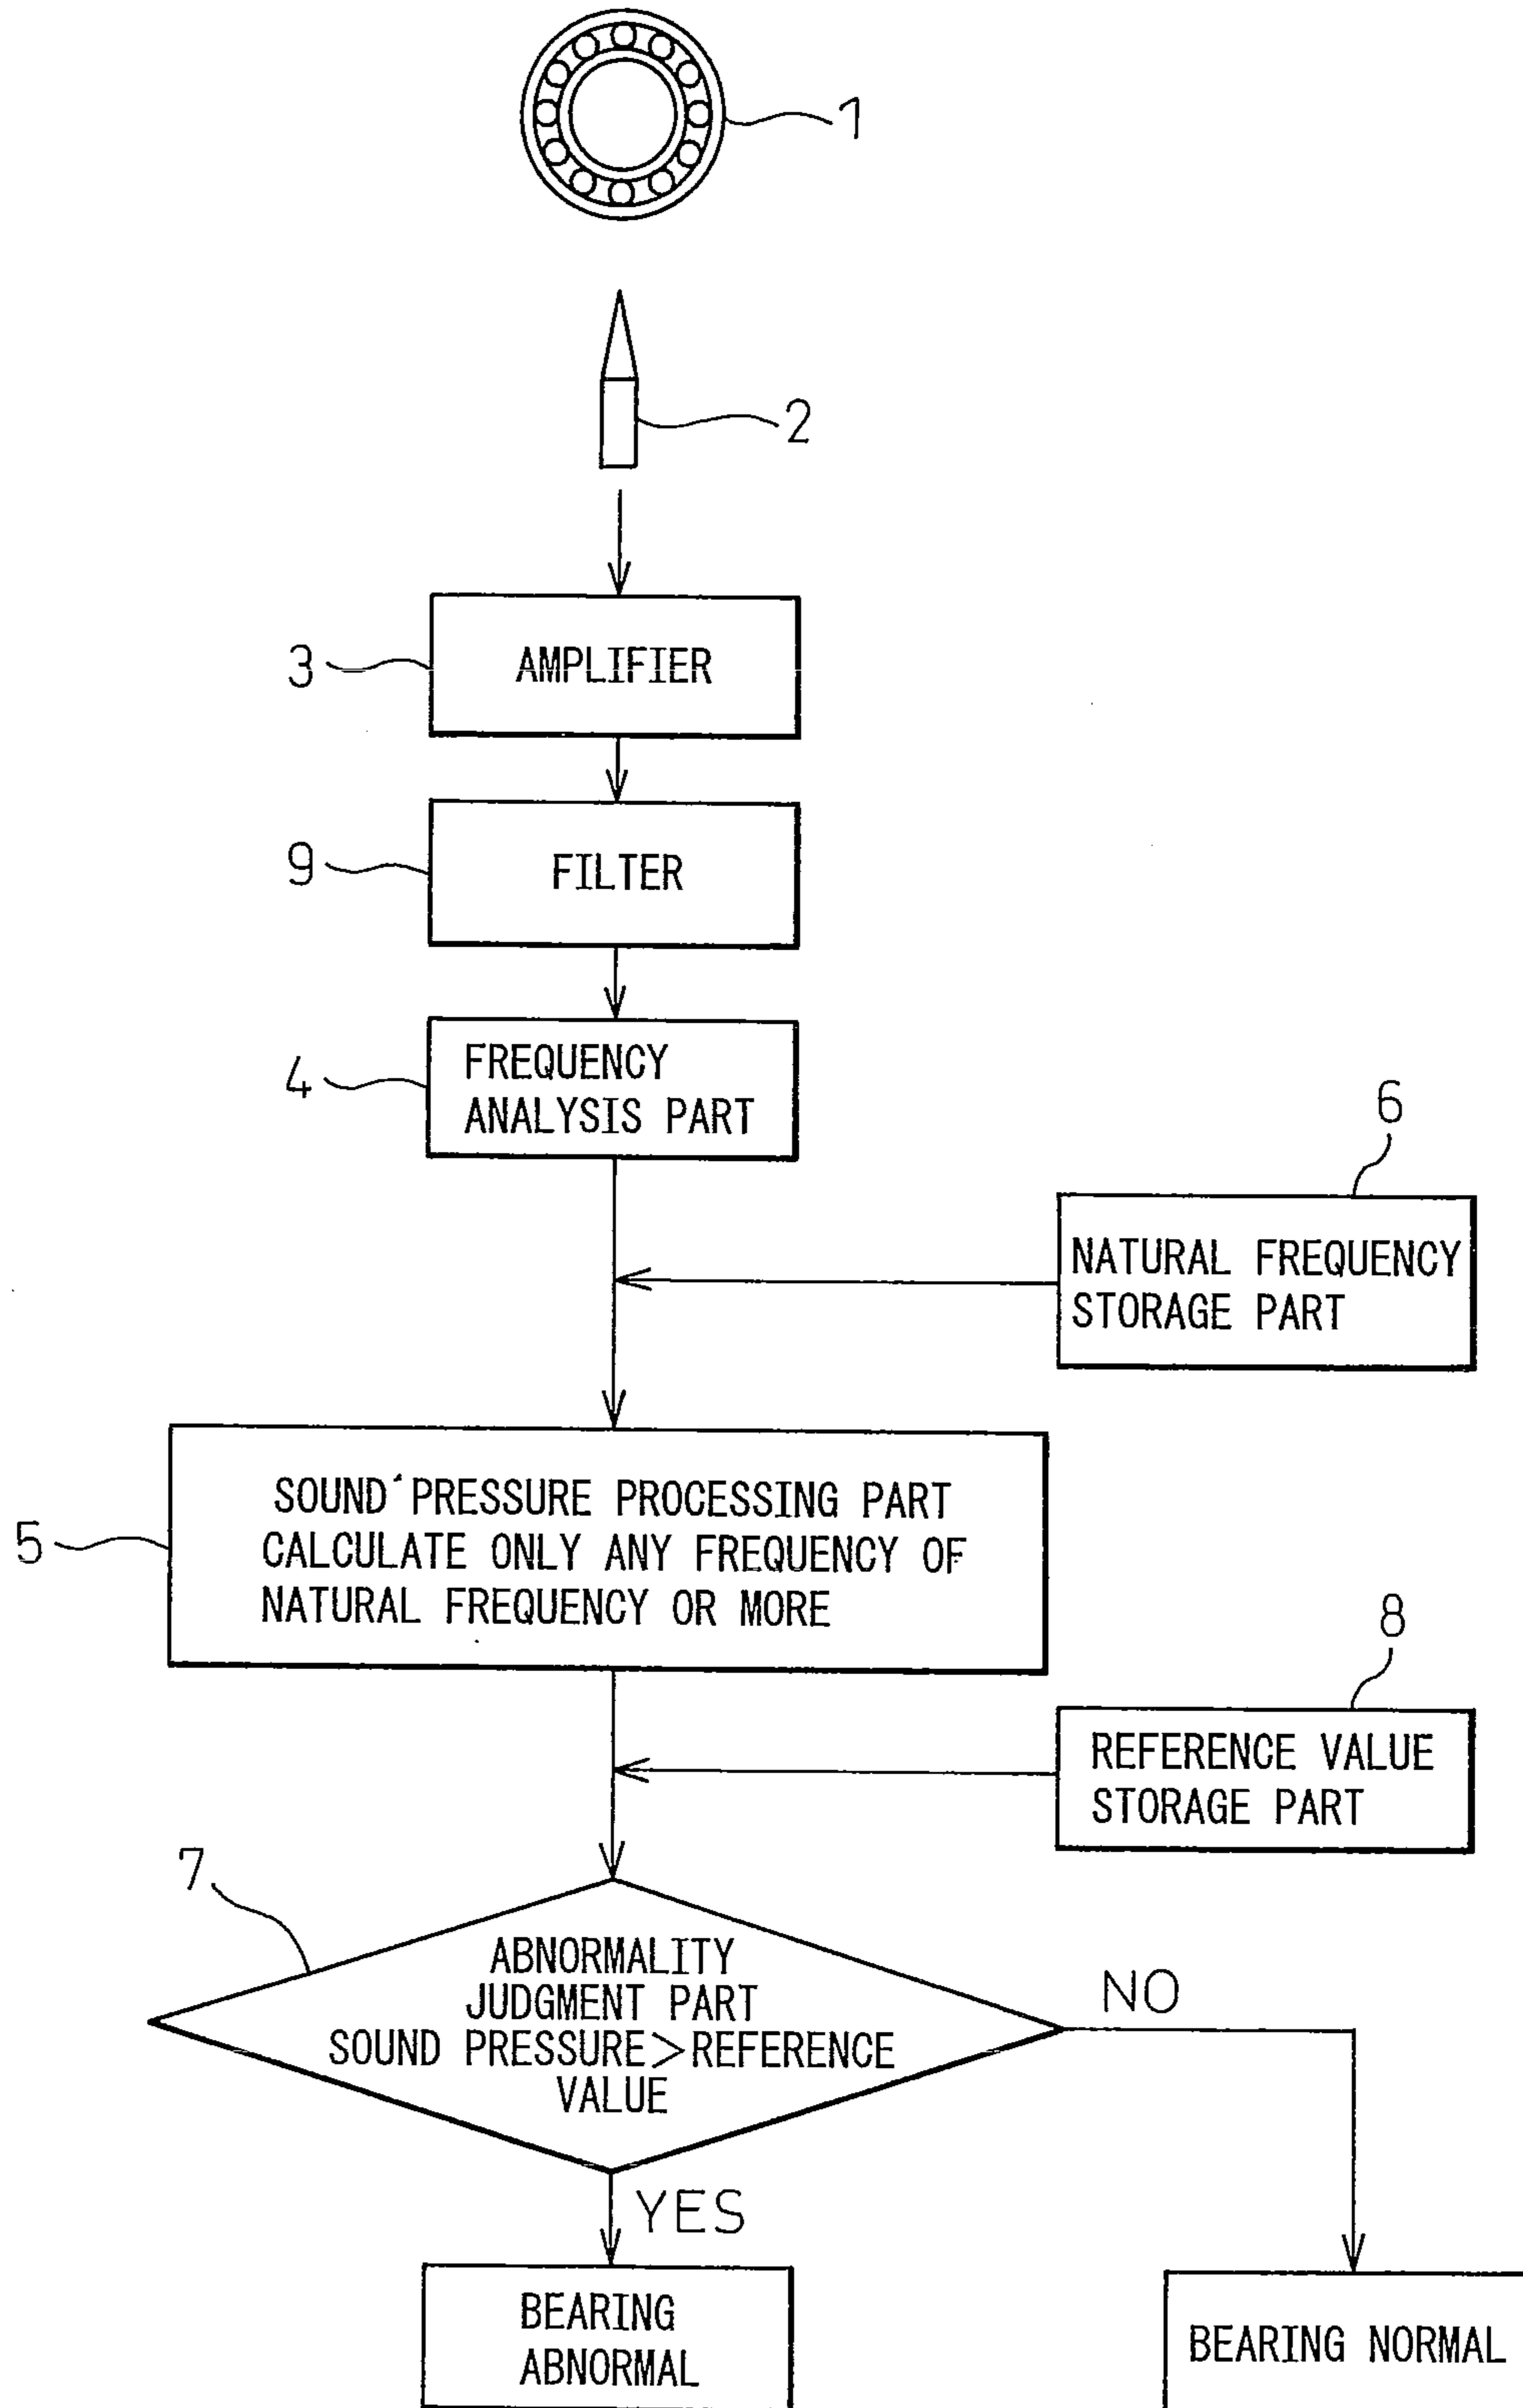 1
2
3
AMPLIFIER
9
FILTER
4
FREQUENCY
ANALYSIS PART
6
NATURAL FREQUENCY
STORAGE PART
5
SOUND PRESSURE PROCESSING PART
CALCULATE ONLY ANY FREQUENCY OF
NATURAL FREQUENCY OR MORE
8
REFERENCE VALUE
STORAGE PART
7
ABNORMALITY
JUDGMENT PART
SOUND PRESSURE>REFERENCE
VALUE
NO
YES
BEARING
ABNORMAL
BEARING NORMAL